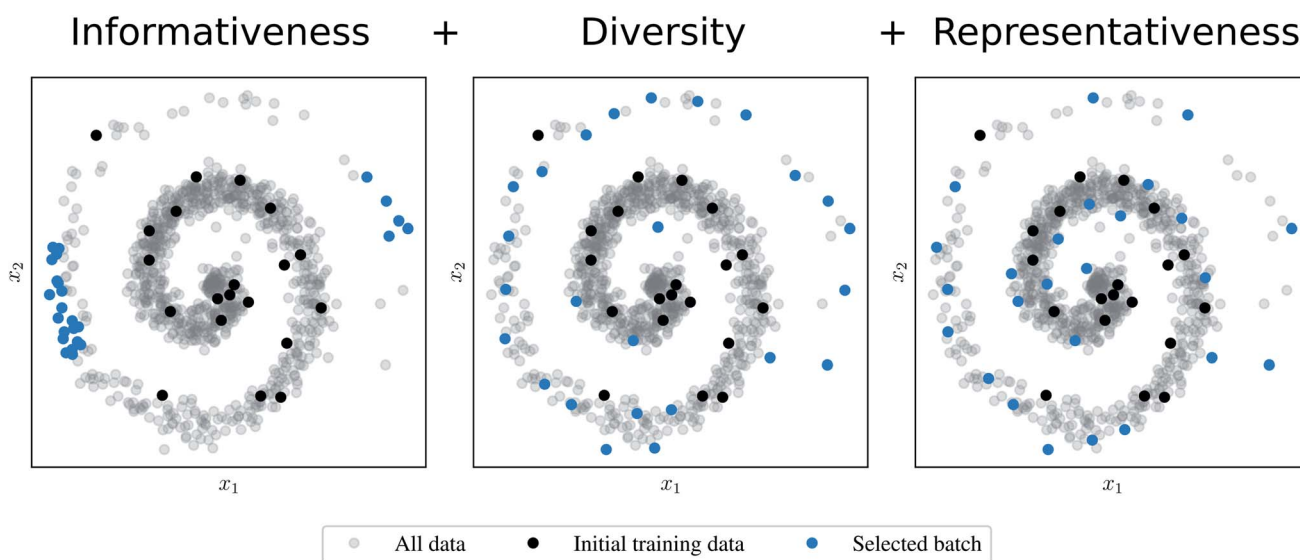 Informativeness + Diversity + Representativeness
x₂ x₂ x₂
x₁ x₁ x₁
All data Initial training data Selected batch